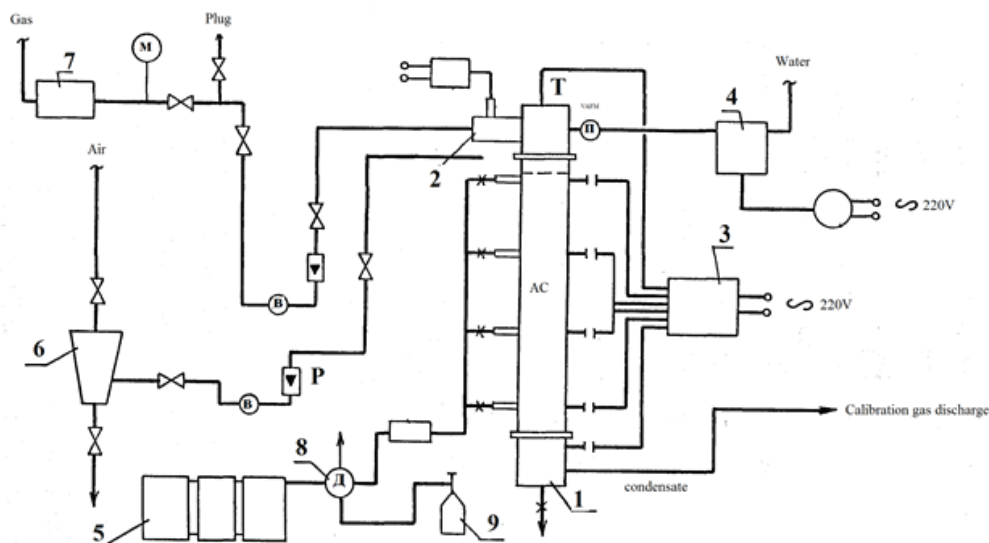 Gas
Plug
7
M
T
Water
4
п
2
Air
220V
3
AC
220V
6
B
P
B
Calibration gas discharge
8
Д
condensate
5
9
1